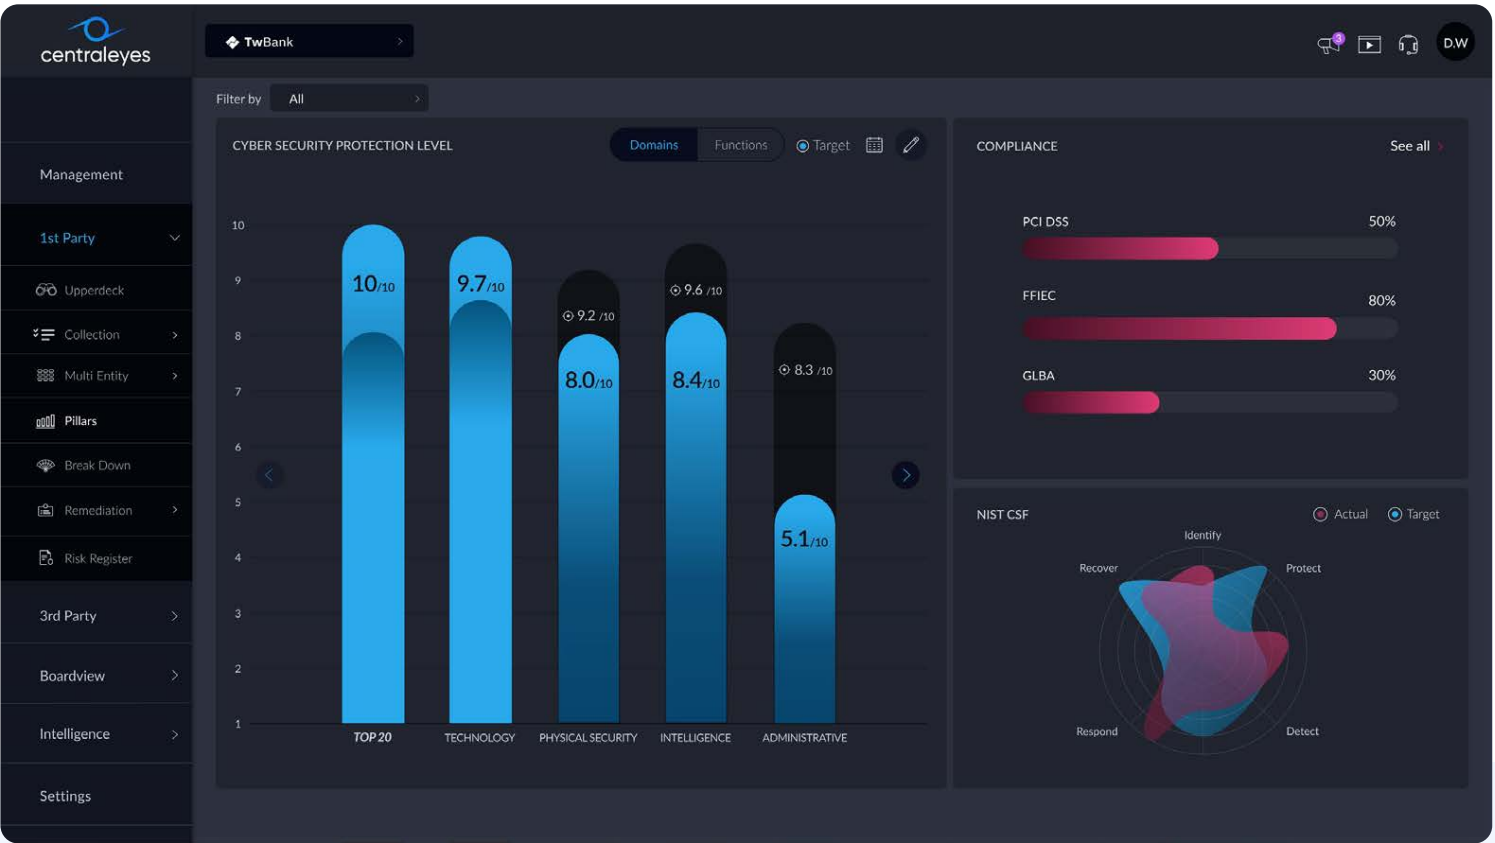 centraleyes
TwBank
3
D.W
Filter by All
Management
1st Party
Upperdeck
Collection
Multi Entity
Pillars
Break Down
Remediation
Risk Register
3rd Party
Boardview
Intelligence
Settings
CYBER SECURITY PROTECTION LEVEL
Domains Functions Target
10
9
8
7
6
5
4
3
2
1
10/10
9.7/10
9.2 /10
8.0/10
9.6 /10
8.4/10
8.3 /10
5.1/10
TOP 20 TECHNOLOGY PHYSICAL SECURITY INTELLIGENCE ADMINISTRATIVE
COMPLIANCE See all
PCI DSS 50%
FFIEC 80%
GLBA 30%
NIST CSF Actual Target
Identify
Recover Protect
Respond Detect